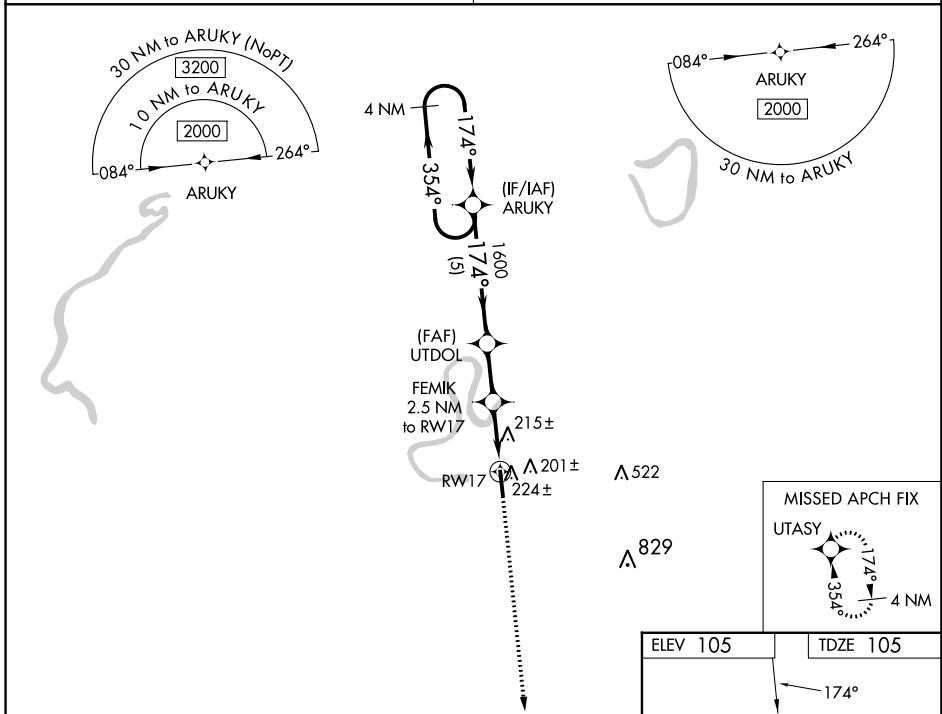 30 NM to ARUKY (NoPT)
3200
10 NM to ARUKY
2000
084°
264°
ARUKY
4 NM
174°
354°
(IF/IAF)
ARUKY
1600
174°
(5)
(FAF)
UTDOL
FEMIK
2.5 NM
to RW17
215±
201±
RW17
224±
522
829
084°
264°
ARUKY
2000
30 NM to ARUKY
MISSED APCH FIX
UTASY
174°
354°
4 NM
ELEV 105
TDZE 105
174°